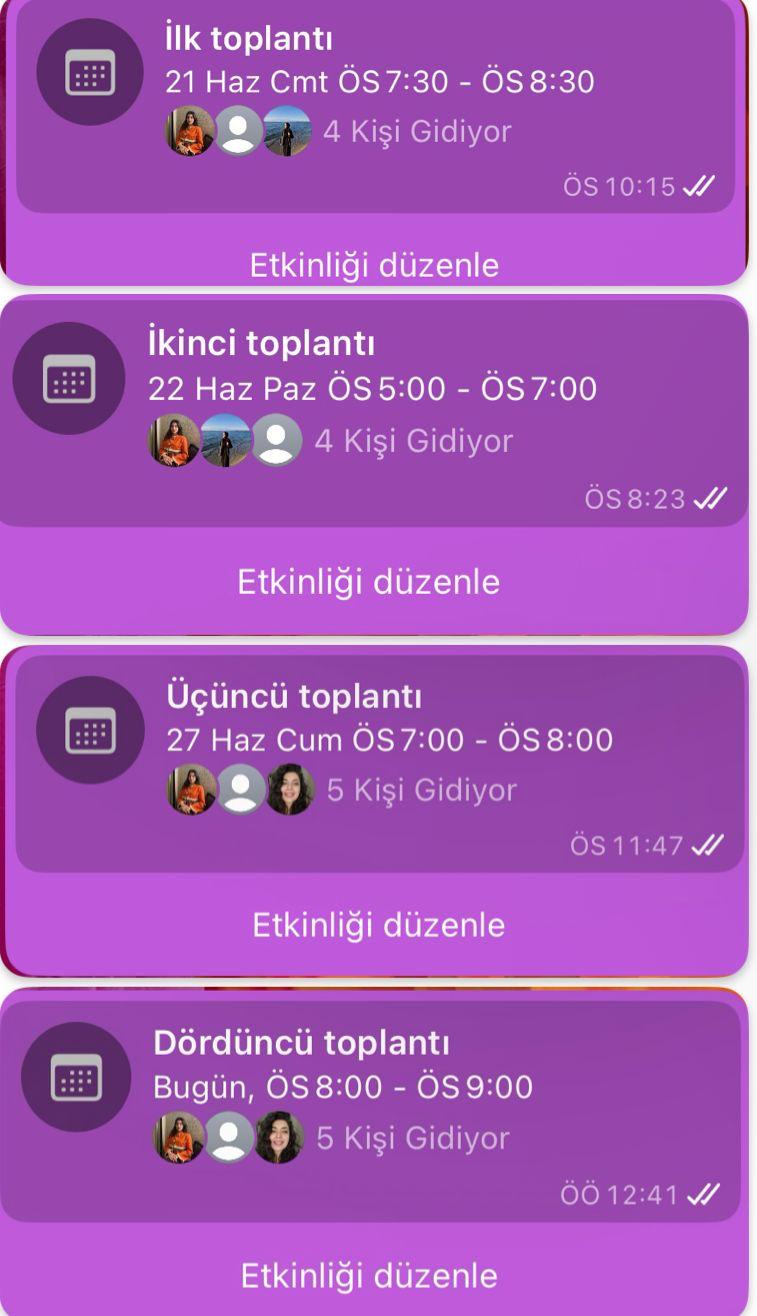 İlk toplantı
21 Haz Cmt ÖS 7:30 - ÖS 8:30
4 Kişi Gidiyor
ÖS 10:15
Etkinliği düzenle
İkinci toplantı
22 Haz Paz ÖS 5:00 - ÖS 7:00
4 Kişi Gidiyor
ÖS 8:23
Etkinliği düzenle
Üçüncü toplantı
27 Haz Cum ÖS 7:00 - ÖS 8:00
5 Kişi Gidiyor
ÖS 11:47
Etkinliği düzenle
Dördüncü toplantı
Bugün, ÖS 8:00 - ÖS 9:00
5 Kişi Gidiyor
ÖÖ 12:41
Etkinliği düzenle